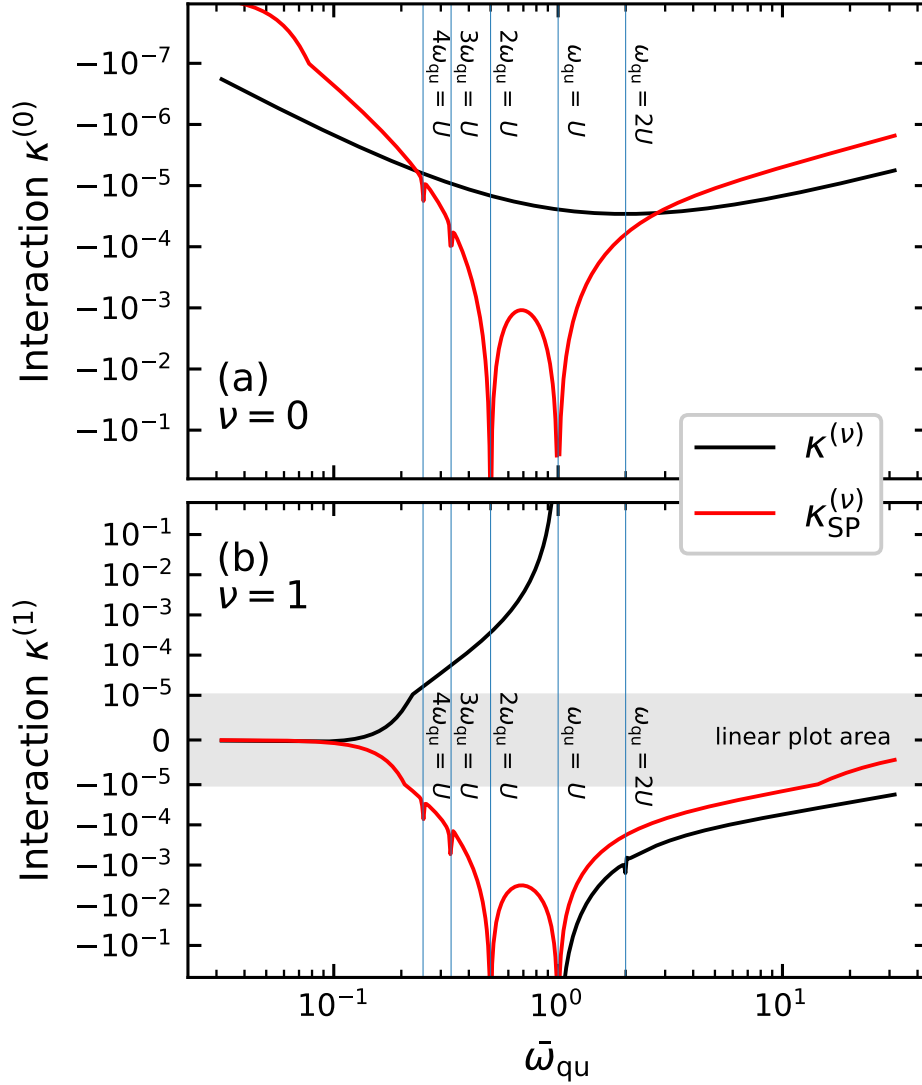 Interaction κ^(0)
−10^−7
−10^−6
−10^−5
−10^−4
−10^−3
−10^−2
−10^−1
4ω_qu = U
3ω_qu = U
2ω_qu = U
ω_qu = U
ω_qu = 2U
(a)
ν = 0
κ^(ν)
κ_SP^(ν)
Interaction κ^(1)
10^−1
10^−2
10^−3
10^−4
10^−5
0
−10^−5
−10^−4
−10^−3
−10^−2
−10^−1
(b)
ν = 1
4ω_qu = U
3ω_qu = U
2ω_qu = U
ω_qu = U
ω_qu = 2U
linear plot area
10^−1
10^0
10^1
ω̄_qu